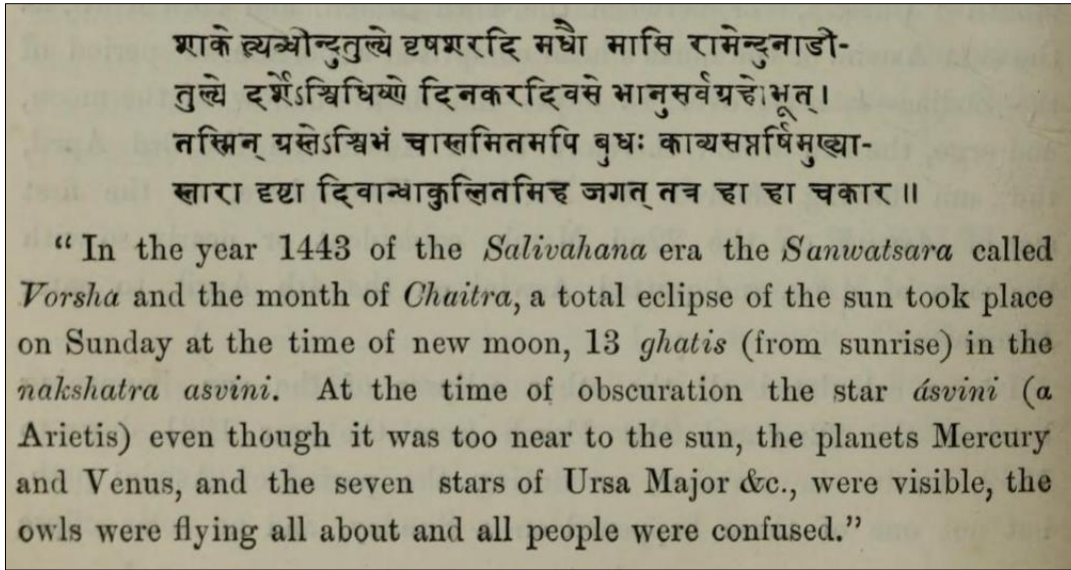 शाके त्र्यब्धीन्दुतुल्ये वृषशरदि मधौ मासि रामेन्दुनाडी-
तुल्ये दर्शेऽश्विधिष्णे दिनकरदिवसे भानुसर्वग्रहोभूत्।
तस्मिन् ग्रस्तेऽश्विभं चास्तमितमपि बुधः काव्यसप्तर्षिमुख्या-
स्तारा दृष्टा दिवान्धाकुलितमिह जगत् तत्र हा हा चकार॥
“In the year 1443 of the Salivahana era the Sanwatsara called
Vorsha and the month of Chaitra, a total eclipse of the sun took place
on Sunday at the time of new moon, 13 ghatis (from sunrise) in the
nakshatra asvini. At the time of obscuration the star ásvini (a
Arietis) even though it was too near to the sun, the planets Mercury
and Venus, and the seven stars of Ursa Major &c., were visible, the
owls were flying all about and all people were confused.”